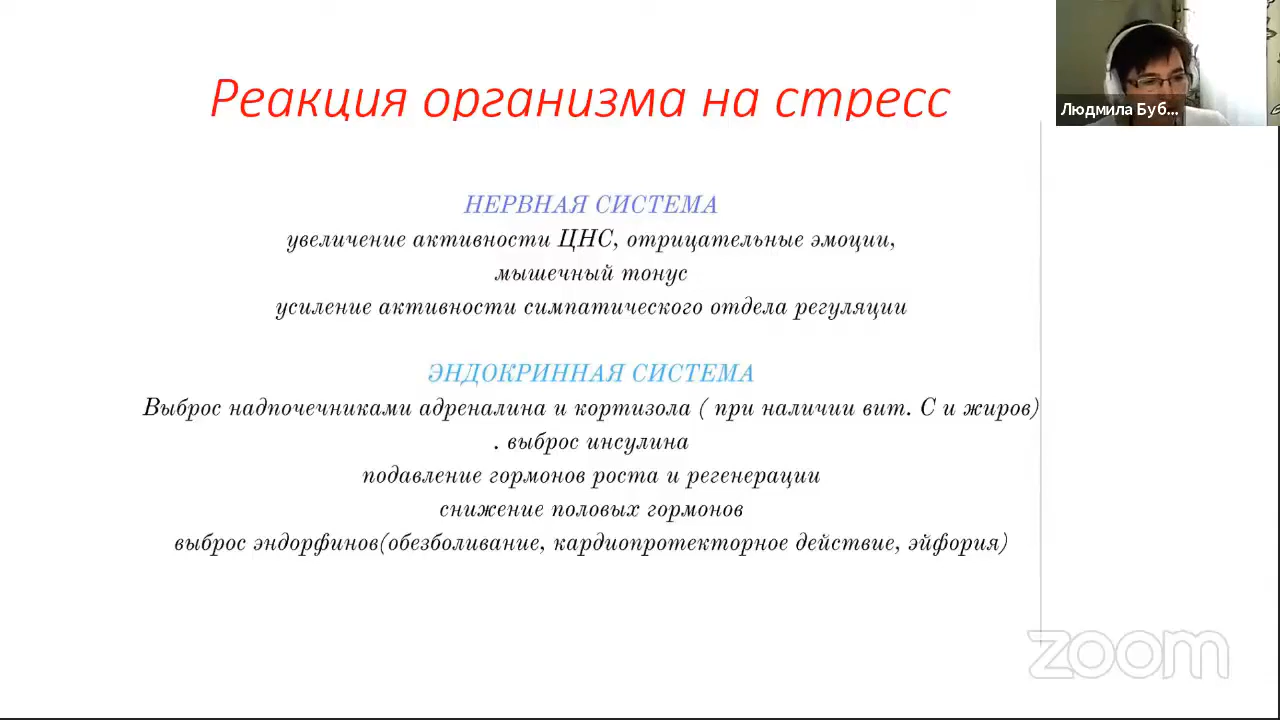 Реакция организма на стресс
Людмила Буб...
НЕРВНАЯ СИСТЕМА
увеличение активности ЦНС, отрицательные эмоции,
мышечный тонус
усиление активности симпатического отдела регуляции
ЭНДОКРИННАЯ СИСТЕМА
Выброс надпочечниками адреналина и кортизола ( при наличии вит. С и жиров)
. выброс инсулина
подавление гормонов роста и регенерации
снижение половых гормонов
выброс эндорфинов(обезболивание, кардиопротекторное действие, эйфория)
zoom